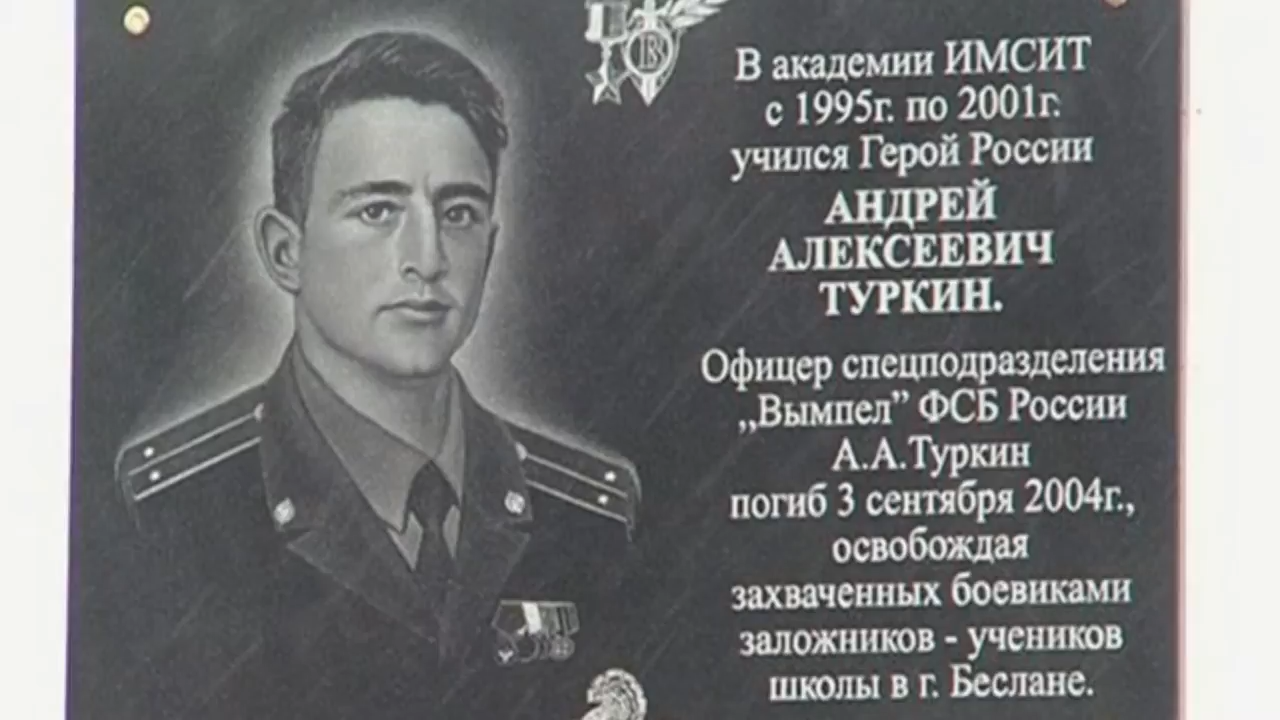 В академии ИМСИТ
с 1995г. по 2001г.
учился Герой России
АНДРЕЙ
АЛЕКСЕЕВИЧ
ТУРКИН.
Офицер спецподразделения
„Вымпел” ФСБ России
А.А.Туркин
погиб 3 сентября 2004г.,
освобождая
захваченных боевиками
заложников - учеников
школы в г. Беслане.